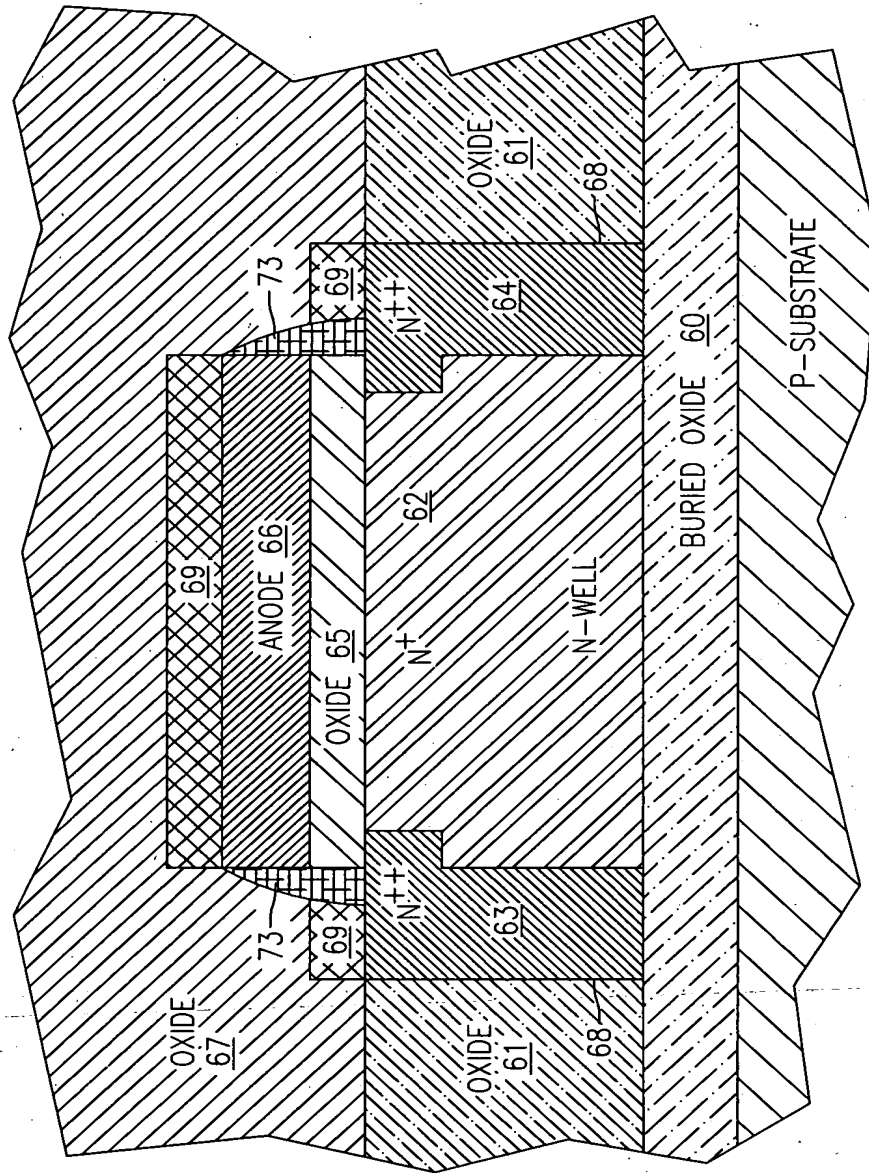 OXIDE
67
69
ANODE 66
73
73
OXIDE 65
69
69
OXIDE
61
N++
63
N+
62
N-WELL
N++
64
OXIDE
61
68
68
BURIED OXIDE 60
P-SUBSTRATE